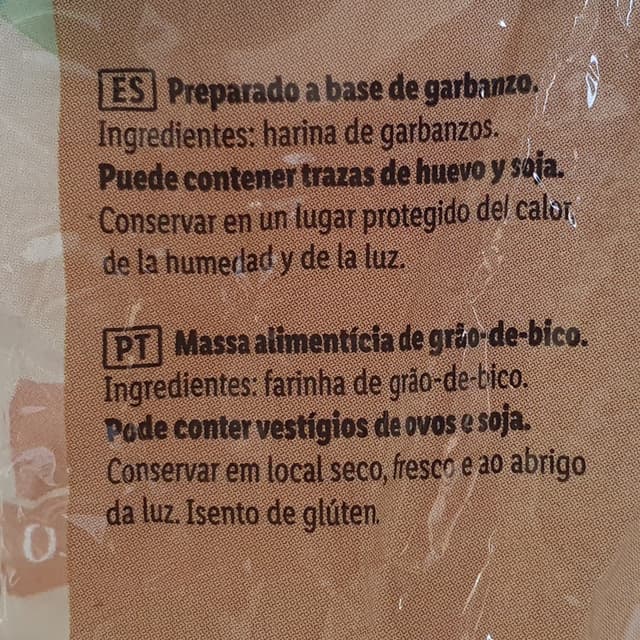 ES Preparado a base de garbanzo.
Ingredientes: harina de garbanzos.
Puede contener trazas de huevo y soja.
Conservar en un lugar protegido del calor,
de la humedad y de la luz.
PT Massa alimentícia de grão-de-bico.
Ingredientes: farinha de grão-de-bico.
Pode conter vestígios de ovos e soja.
Conservar em local seco, fresco e ao abrigo
da luz. Isento de glúten.